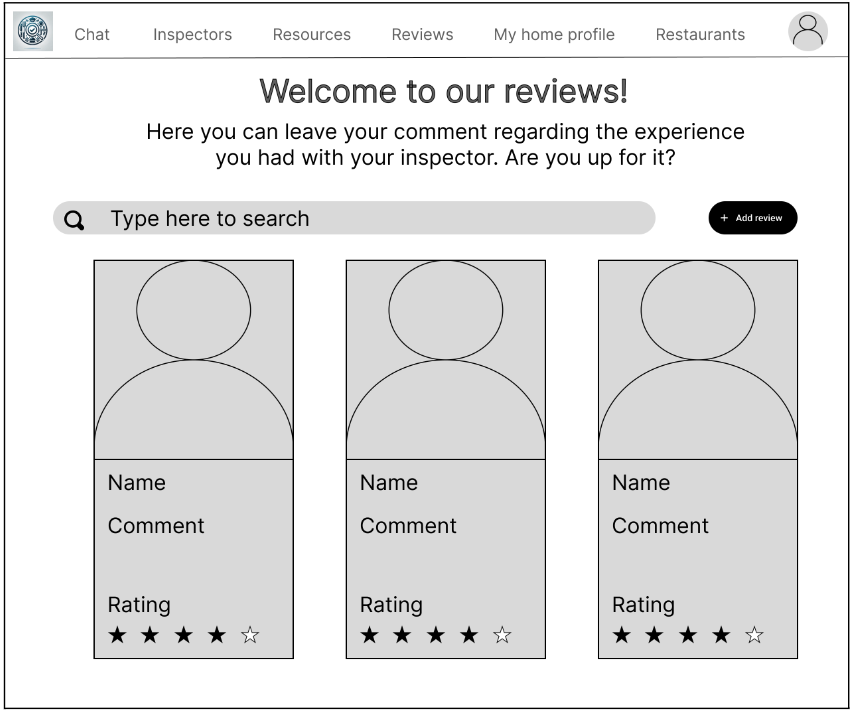 Chat Inspectors Resources Reviews My home profile Restaurants
Welcome to our reviews!
Here you can leave your comment regarding the experience
you had with your inspector. Are you up for it?
Type here to search
+ Add review
Name
Comment
Rating
Name
Comment
Rating
Name
Comment
Rating